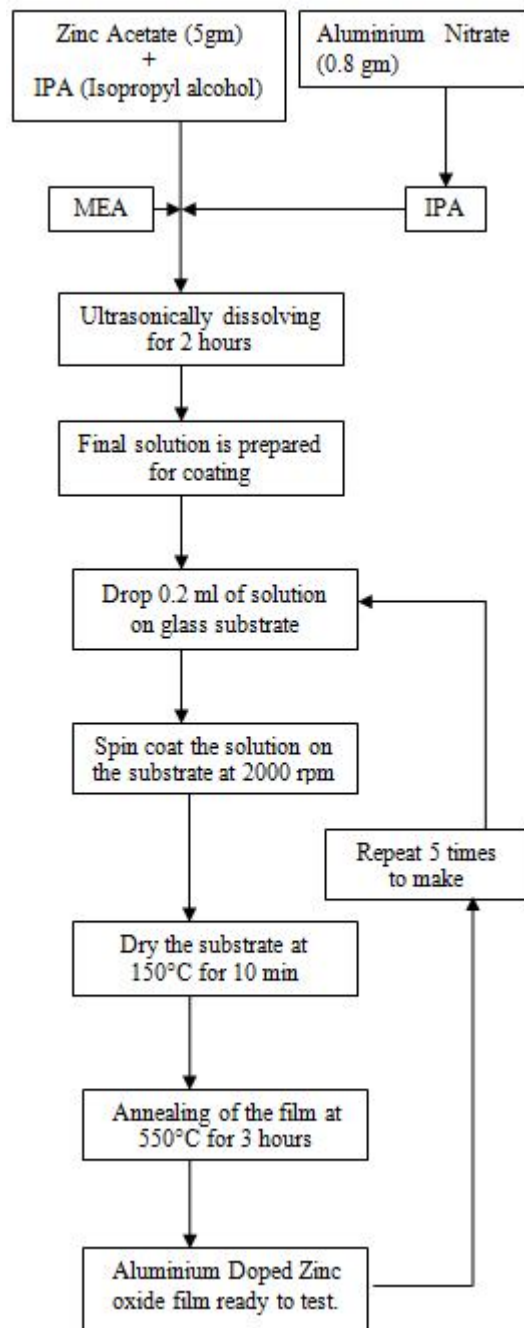 Zinc Acetate (5gm)
+
IPA (Isopropyl alcohol)
Aluminium Nitrate
(0.8 gm)
MEA
IPA
Ultrasonically dissolving
for 2 hours
Final solution is prepared
for coating
Drop 0.2 ml of solution
on glass substrate
Spin coat the solution on
the substrate at 2000 rpm
Repeat 5 times
to make
Dry the substrate at
150°C for 10 min
Annealing of the film at
550°C for 3 hours
Aluminium Doped Zinc
oxide film ready to test.